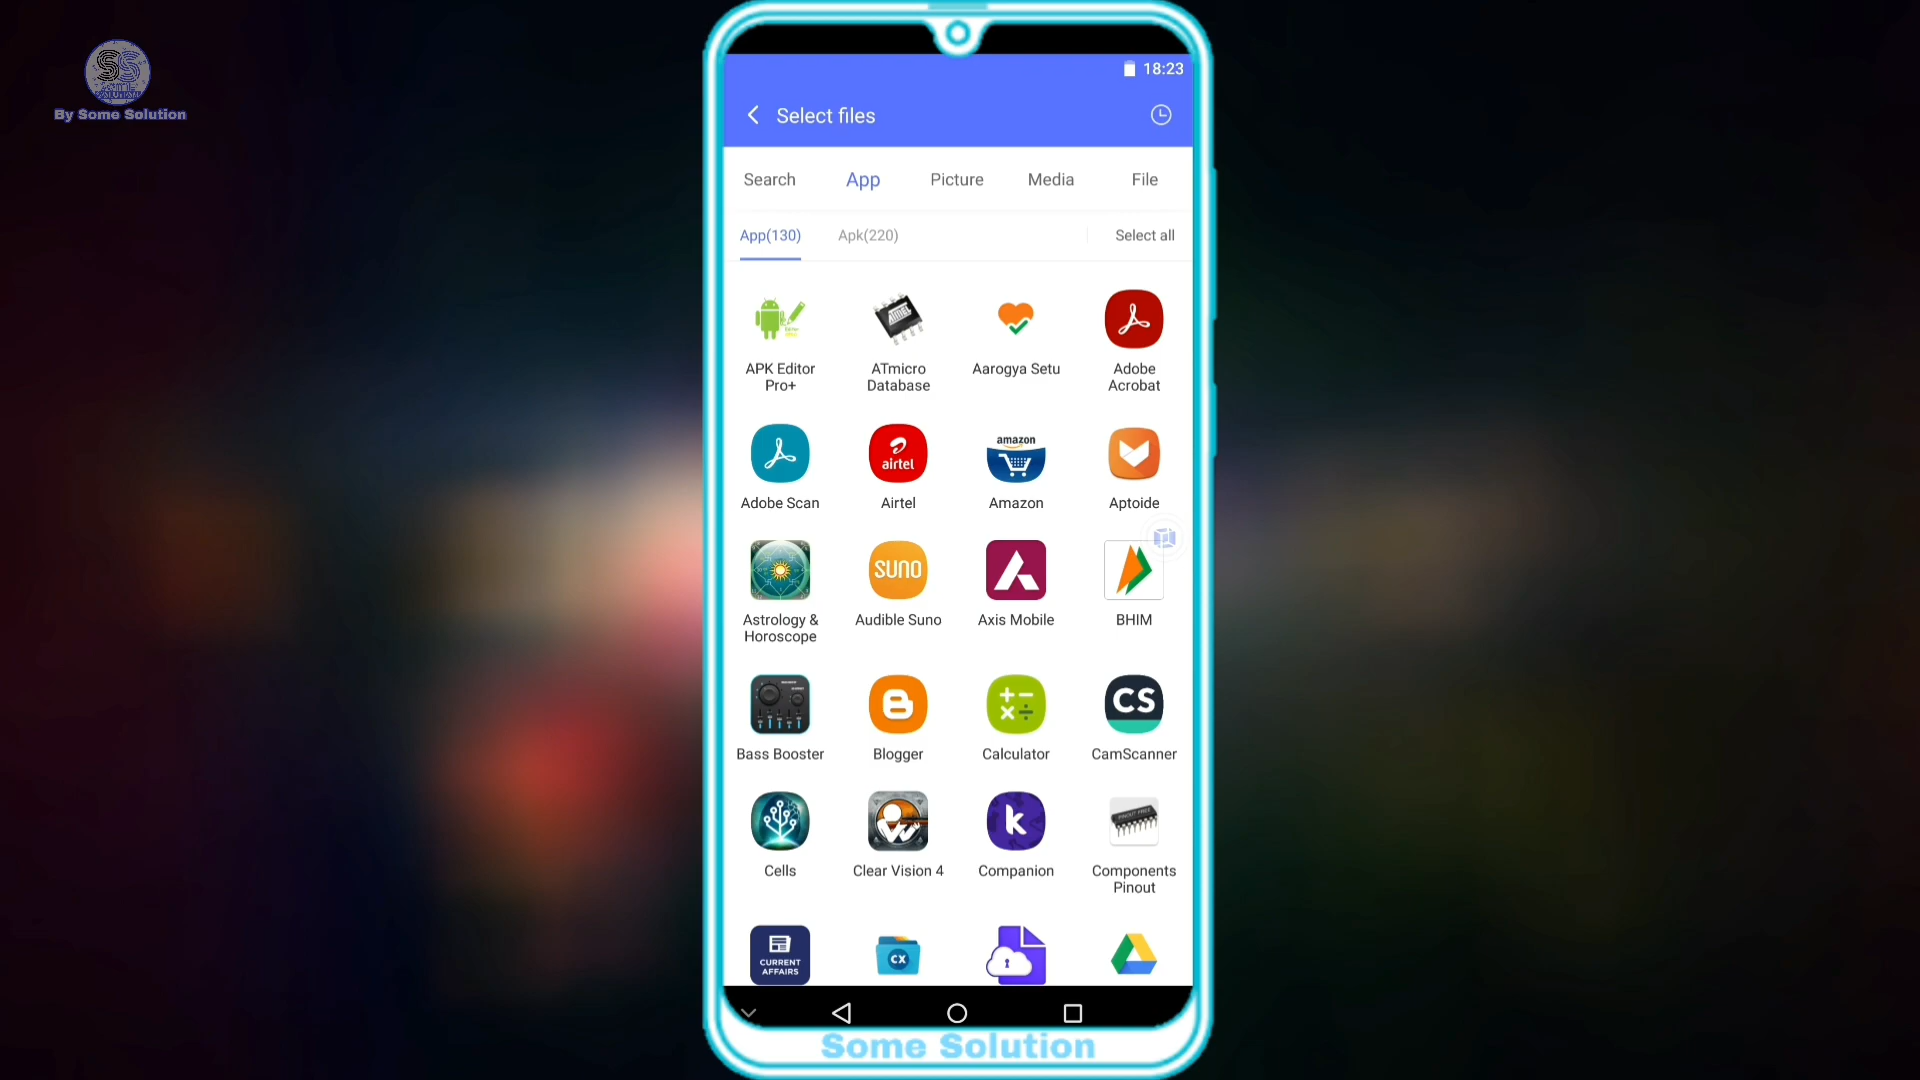 By Some Solution
18:23
Select files
Search App Picture Media File
App(130) Apk(220) Select all
APK Editor Pro+
ATmicro Database
Aarogya Setu
Adobe Acrobat
airtel
amazon
Adobe Scan
Airtel
Amazon
Aptoide
suno
Astrology & Horoscope
Audible Suno
Axis Mobile
BHIM
CS
Bass Booster
Blogger
Calculator
CamScanner
k
Cells
Clear Vision 4
Companion
Components Pinout
CURRENT AFFAIRS
CX
Some Solution